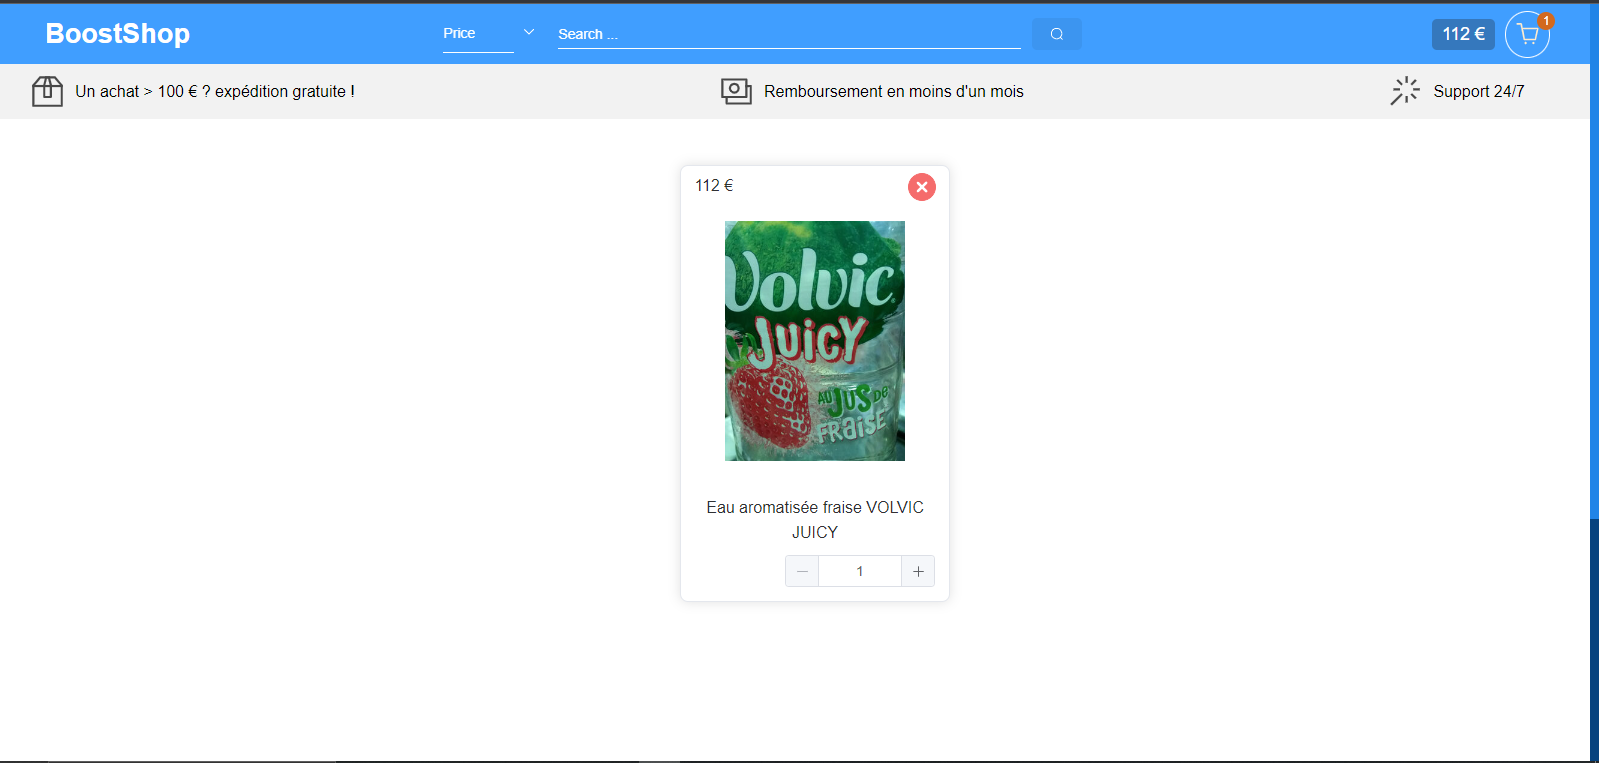 BoostShop
Price
Search ...
112 €
1
Un achat > 100 € ? expédition gratuite !
Remboursement en moins d'un mois
Support 24/7
112 €
Volvic
JUiCY
AU JUS De
FRaiSE
Eau aromatisée fraise VOLVIC
JUICY
1